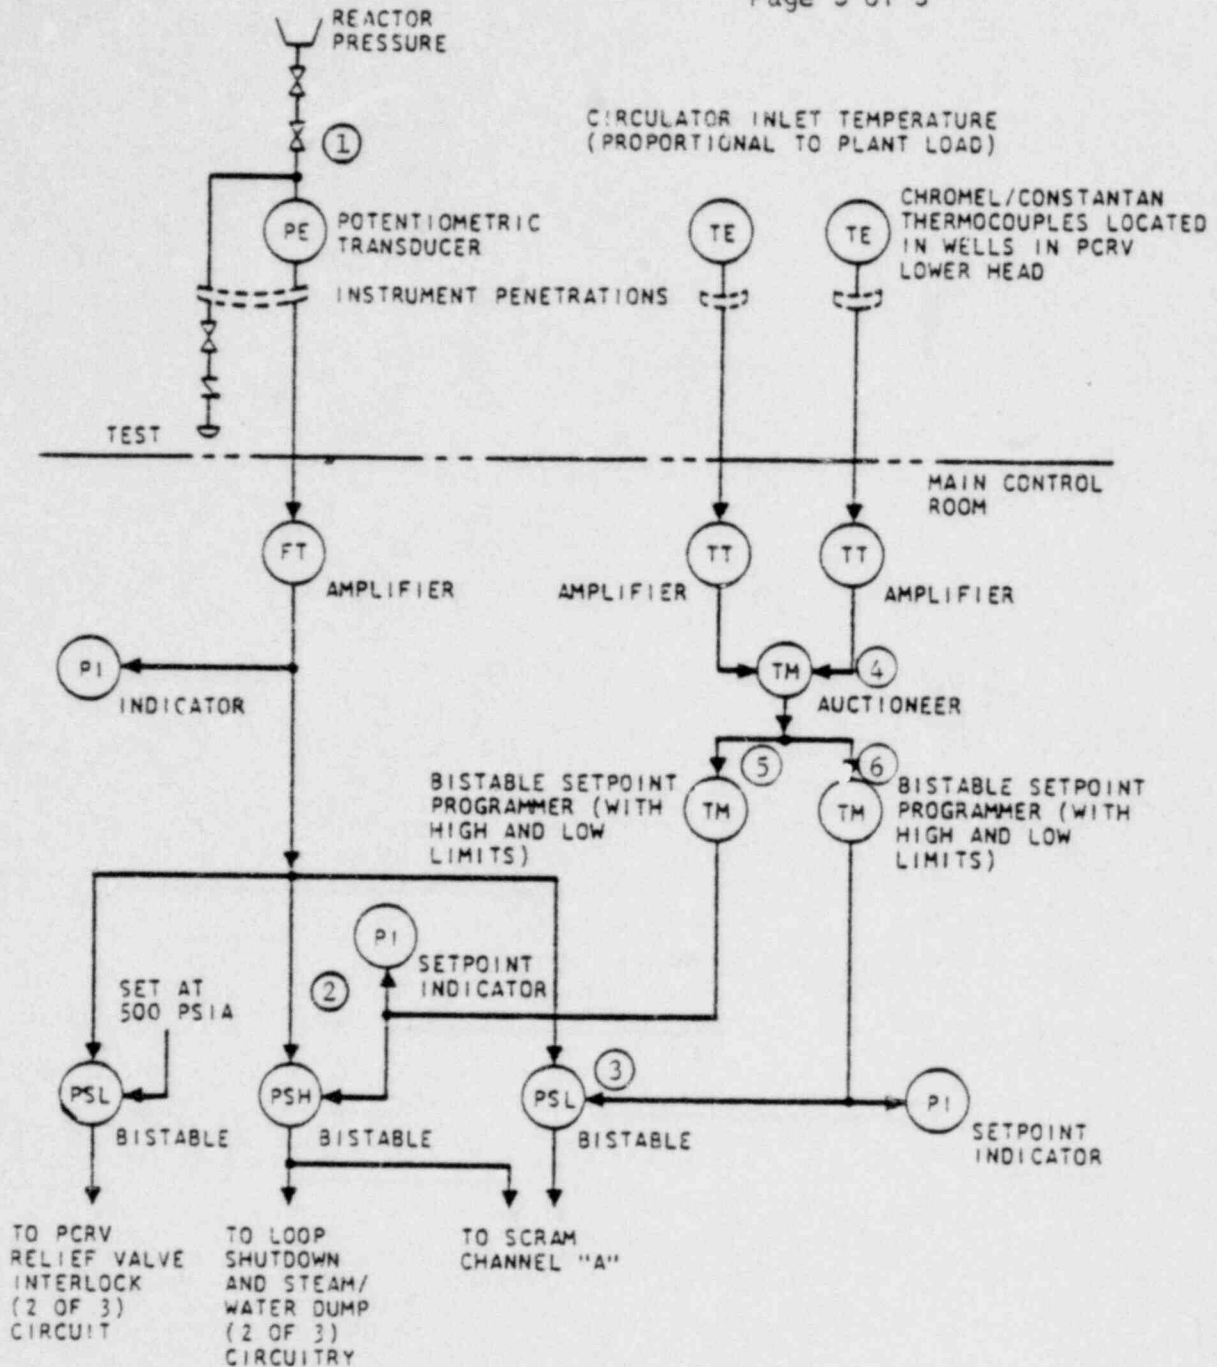 Page 5 of 5
REACTOR
PRESSURE
1
CIRCULATOR INLET TEMPERATURE
(PROPORTIONAL TO PLANT LOAD)
PE
POTENTIOMETRIC
TRANSDUCER
TE
TE
CHROMEL/CONSTANTAN
THERMOCOUPLES LOCATED
IN WELLS IN PCRV
LOWER HEAD
INSTRUMENT PENETRATIONS
TEST
MAIN CONTROL
ROOM
FT
AMPLIFIER
TT
AMPLIFIER
TT
AMPLIFIER
PI
INDICATOR
TM
4
AUCTIONEER
5
6
BISTABLE SETPOINT
PROGRAMMER (WITH
HIGH AND LOW
LIMITS)
TM
TM
BISTABLE SETPOINT
PROGRAMMER (WITH
HIGH AND LOW
LIMITS)
PI
SETPOINT
INDICATOR
2
SET AT
500 PSIA
PSL
BISTABLE
PSH
BISTABLE
PSL
3
BISTABLE
PI
SETPOINT
INDICATOR
TO PCRV
RELIEF VALVE
INTERLOCK
(2 OF 3)
CIRCUIT
TO LOOP
SHUTDOWN
AND STEAM/
WATER DUMP
(2 OF 3)
CIRCUITRY
TO SCRAM
CHANNEL "A"